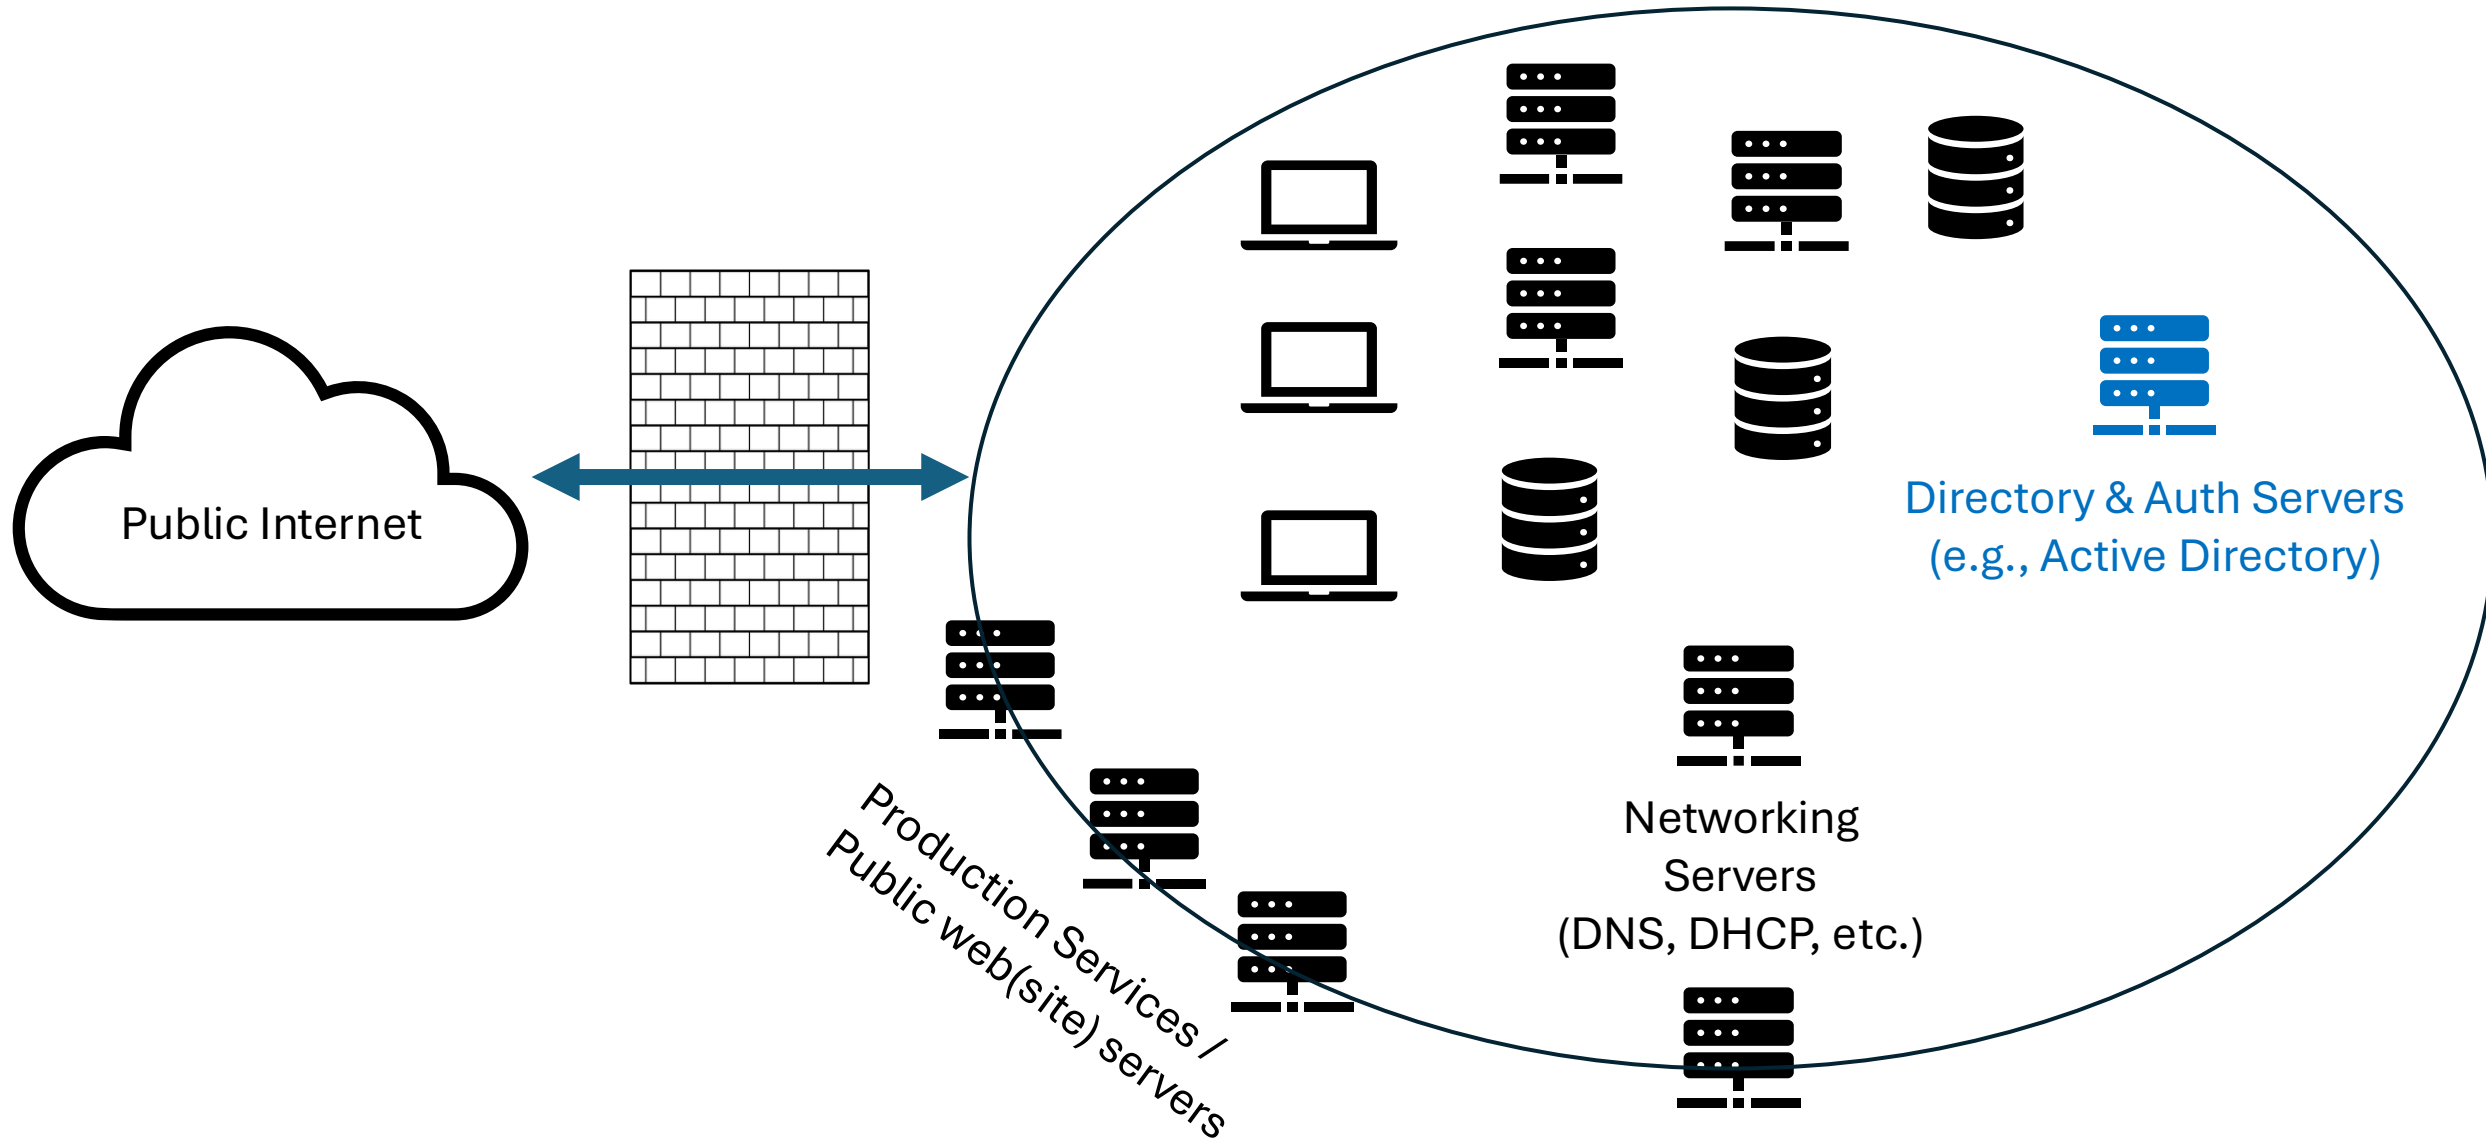 Public Internet
Directory & Auth Servers
(e.g., Active Directory)
Production Services /
Public web(site) servers
Networking
Servers
(DNS, DHCP, etc.)